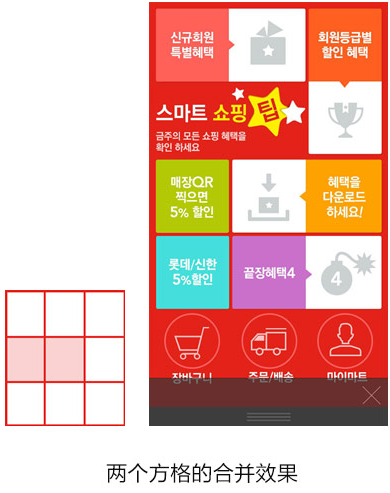 신규회원
특별혜택
회원등급별
할인 혜택
스마트 쇼핑 팁
금주의 모든 쇼핑 혜택을
확인 하세요
매장QR
찍으면
5% 할인
혜택을
다운로드
하세요!
롯데/신한
5%할인
끝장혜택4
4
장바구니
주문/배송
마이마트
两个方格的合并效果